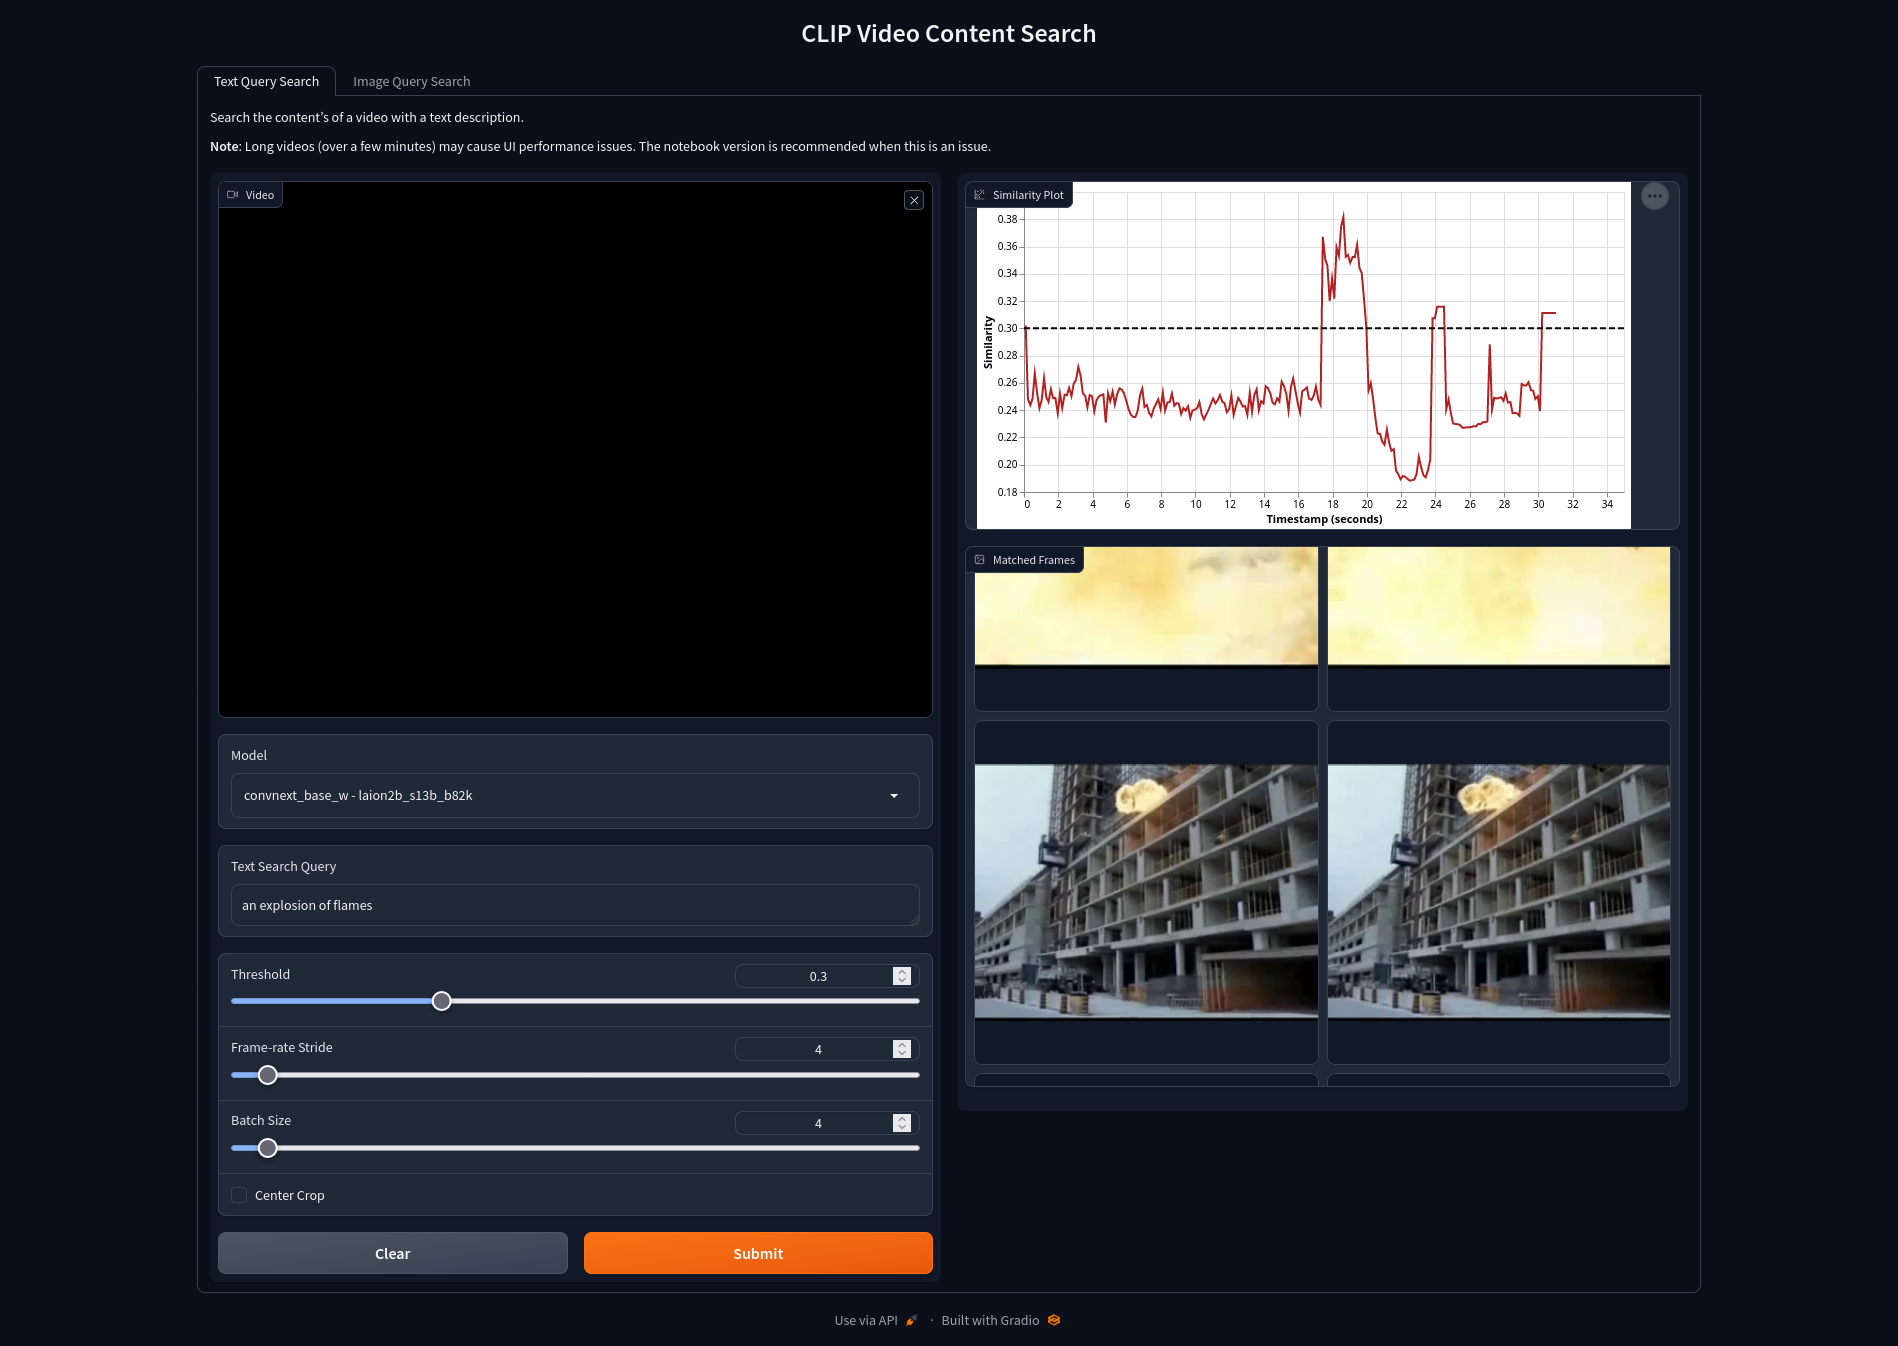 CLIP Video Content Search
Text Query Search
Image Query Search
Search the content's of a video with a text description.
Note: Long videos (over a few minutes) may cause UI performance issues. The notebook version is recommended when this is an issue.
Video
Model
convnext_base_w - laion2b_s13b_b82k
Text Search Query
an explosion of flames
Threshold
0.3
Frame-rate Stride
4
Batch Size
4
Center Crop
Clear
Submit
Similarity Plot
0.38
0.36
0.34
0.32
0.30
0.28
0.26
0.24
0.22
0.20
0.18
Similarity
0 2 4 6 8 10 12 14 16 18 20 22 24 26 28 30 32 34
Timestamp (seconds)
Matched Frames
Use via API · Built with Gradio